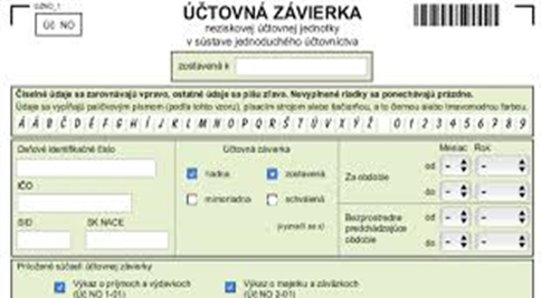 UZNO_1
Úč NO
ÚČTOVNÁ ZÁVIERKA
neziskovej účtovnej jednotky
v sústave jednoduchého účtovníctva
zostavená k
Číselné údaje sa zarovnávajú vpravo, ostatné údaje sa píšu zľava. Nevyplnené riadky sa ponechávajú prázdne.
Údaje sa vyplňajú paličkovým písmom (podľa tohto vzoru), písacím strojom alebo tlačiarňou, a to čiernou alebo tmavomodrou farbou.
Á Ä B Č D É F G H Í J K L M N O P Q R Š T Ú V X Ý Ž 0 1 2 3 4 5 6 7 8 9
Daňové identifikačné číslo
IČO
SID
SK NACE
Účtovná závierka
riadna
zostavená
mimoriadna
schválená
(vyznačí sa x)
Mesiac Rok
Za obdobie
od
do
Bezprostredne
predchádzajúce
obdobie
od
do
Priložené súčasti účtovnej závierky
Výkaz o príjmoch a výdavkoch
(Úč NO 1-01)
Výkaz o majetku a záväzkoch
(Úč NO 2-01)